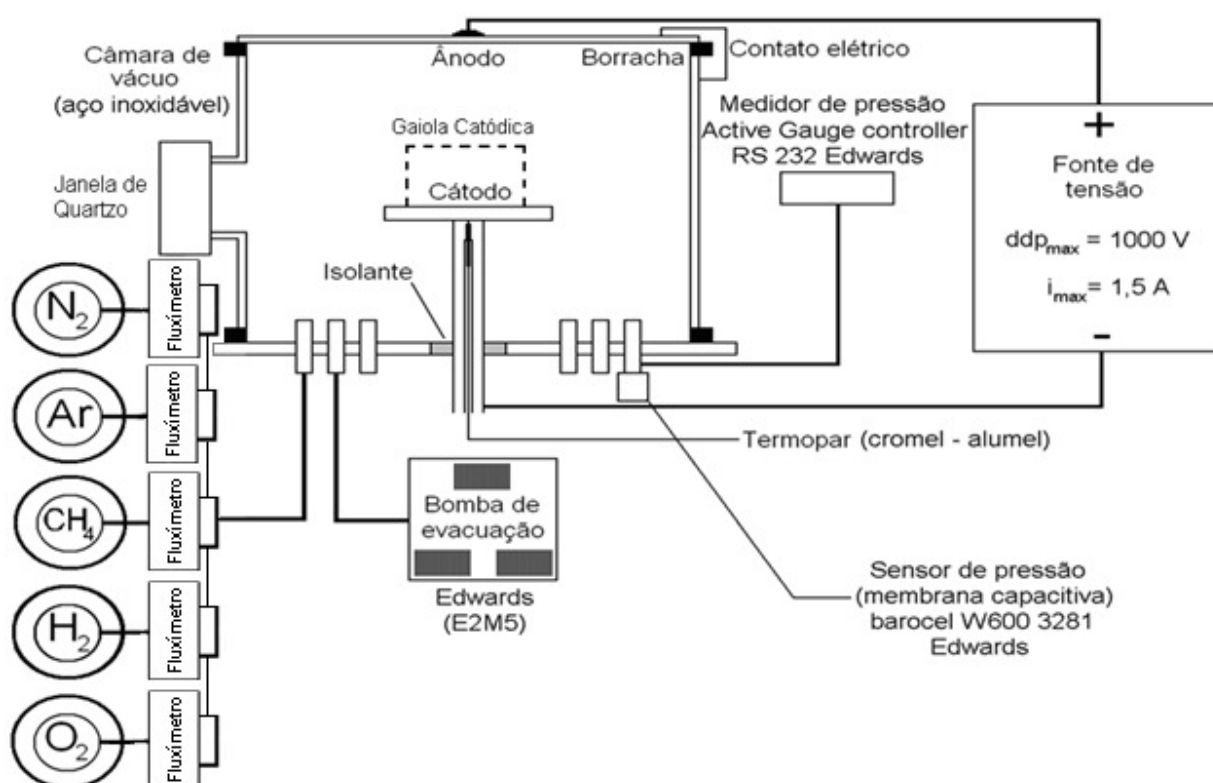 Câmara de
vácuo
(aço inoxidável)
Ânodo
Borracha
Contato elétrico
Gaiola Catódica
Cátodo
Medidor de pressão
Active Gauge controller
RS 232 Edwards
+
Fonte de
tensão
ddpmax = 1000 V
imax= 1,5 A
-
Janela de
Quartzo
Isolante
N2
Fluxímetro
Ar
Fluxímetro
CH4
Fluxímetro
H2
Fluxímetro
O2
Fluxímetro
Termopar (cromel - alumel)
Bomba de
evacuação
Edwards
(E2M5)
Sensor de pressão
(membrana capacitiva)
barocel W600 3281
Edwards